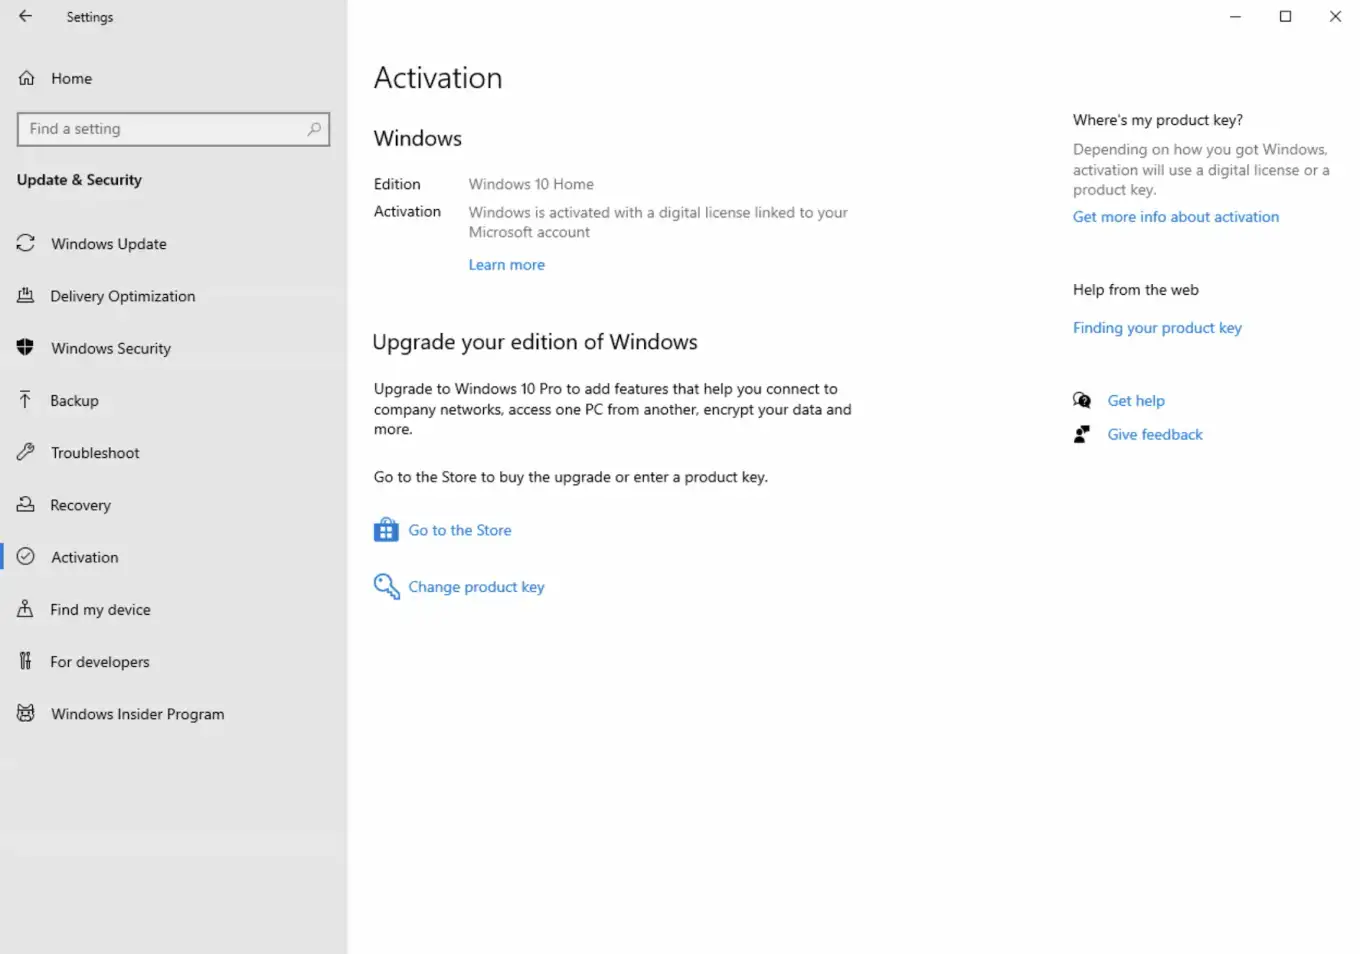 Settings
Home
Find a setting
Update & Security
Windows Update
Delivery Optimization
Windows Security
Backup
Troubleshoot
Recovery
Activation
Find my device
For developers
Windows Insider Program
Activation
Windows
Edition Windows 10 Home
Activation Windows is activated with a digital license linked to your
Microsoft account
Learn more
Upgrade your edition of Windows
Upgrade to Windows 10 Pro to add features that help you connect to
company networks, access one PC from another, encrypt your data and
more.
Go to the Store to buy the upgrade or enter a product key.
Go to the Store
Change product key
Where's my product key?
Depending on how you got Windows,
activation will use a digital license or a
product key.
Get more info about activation
Help from the web
Finding your product key
Get help
Give feedback